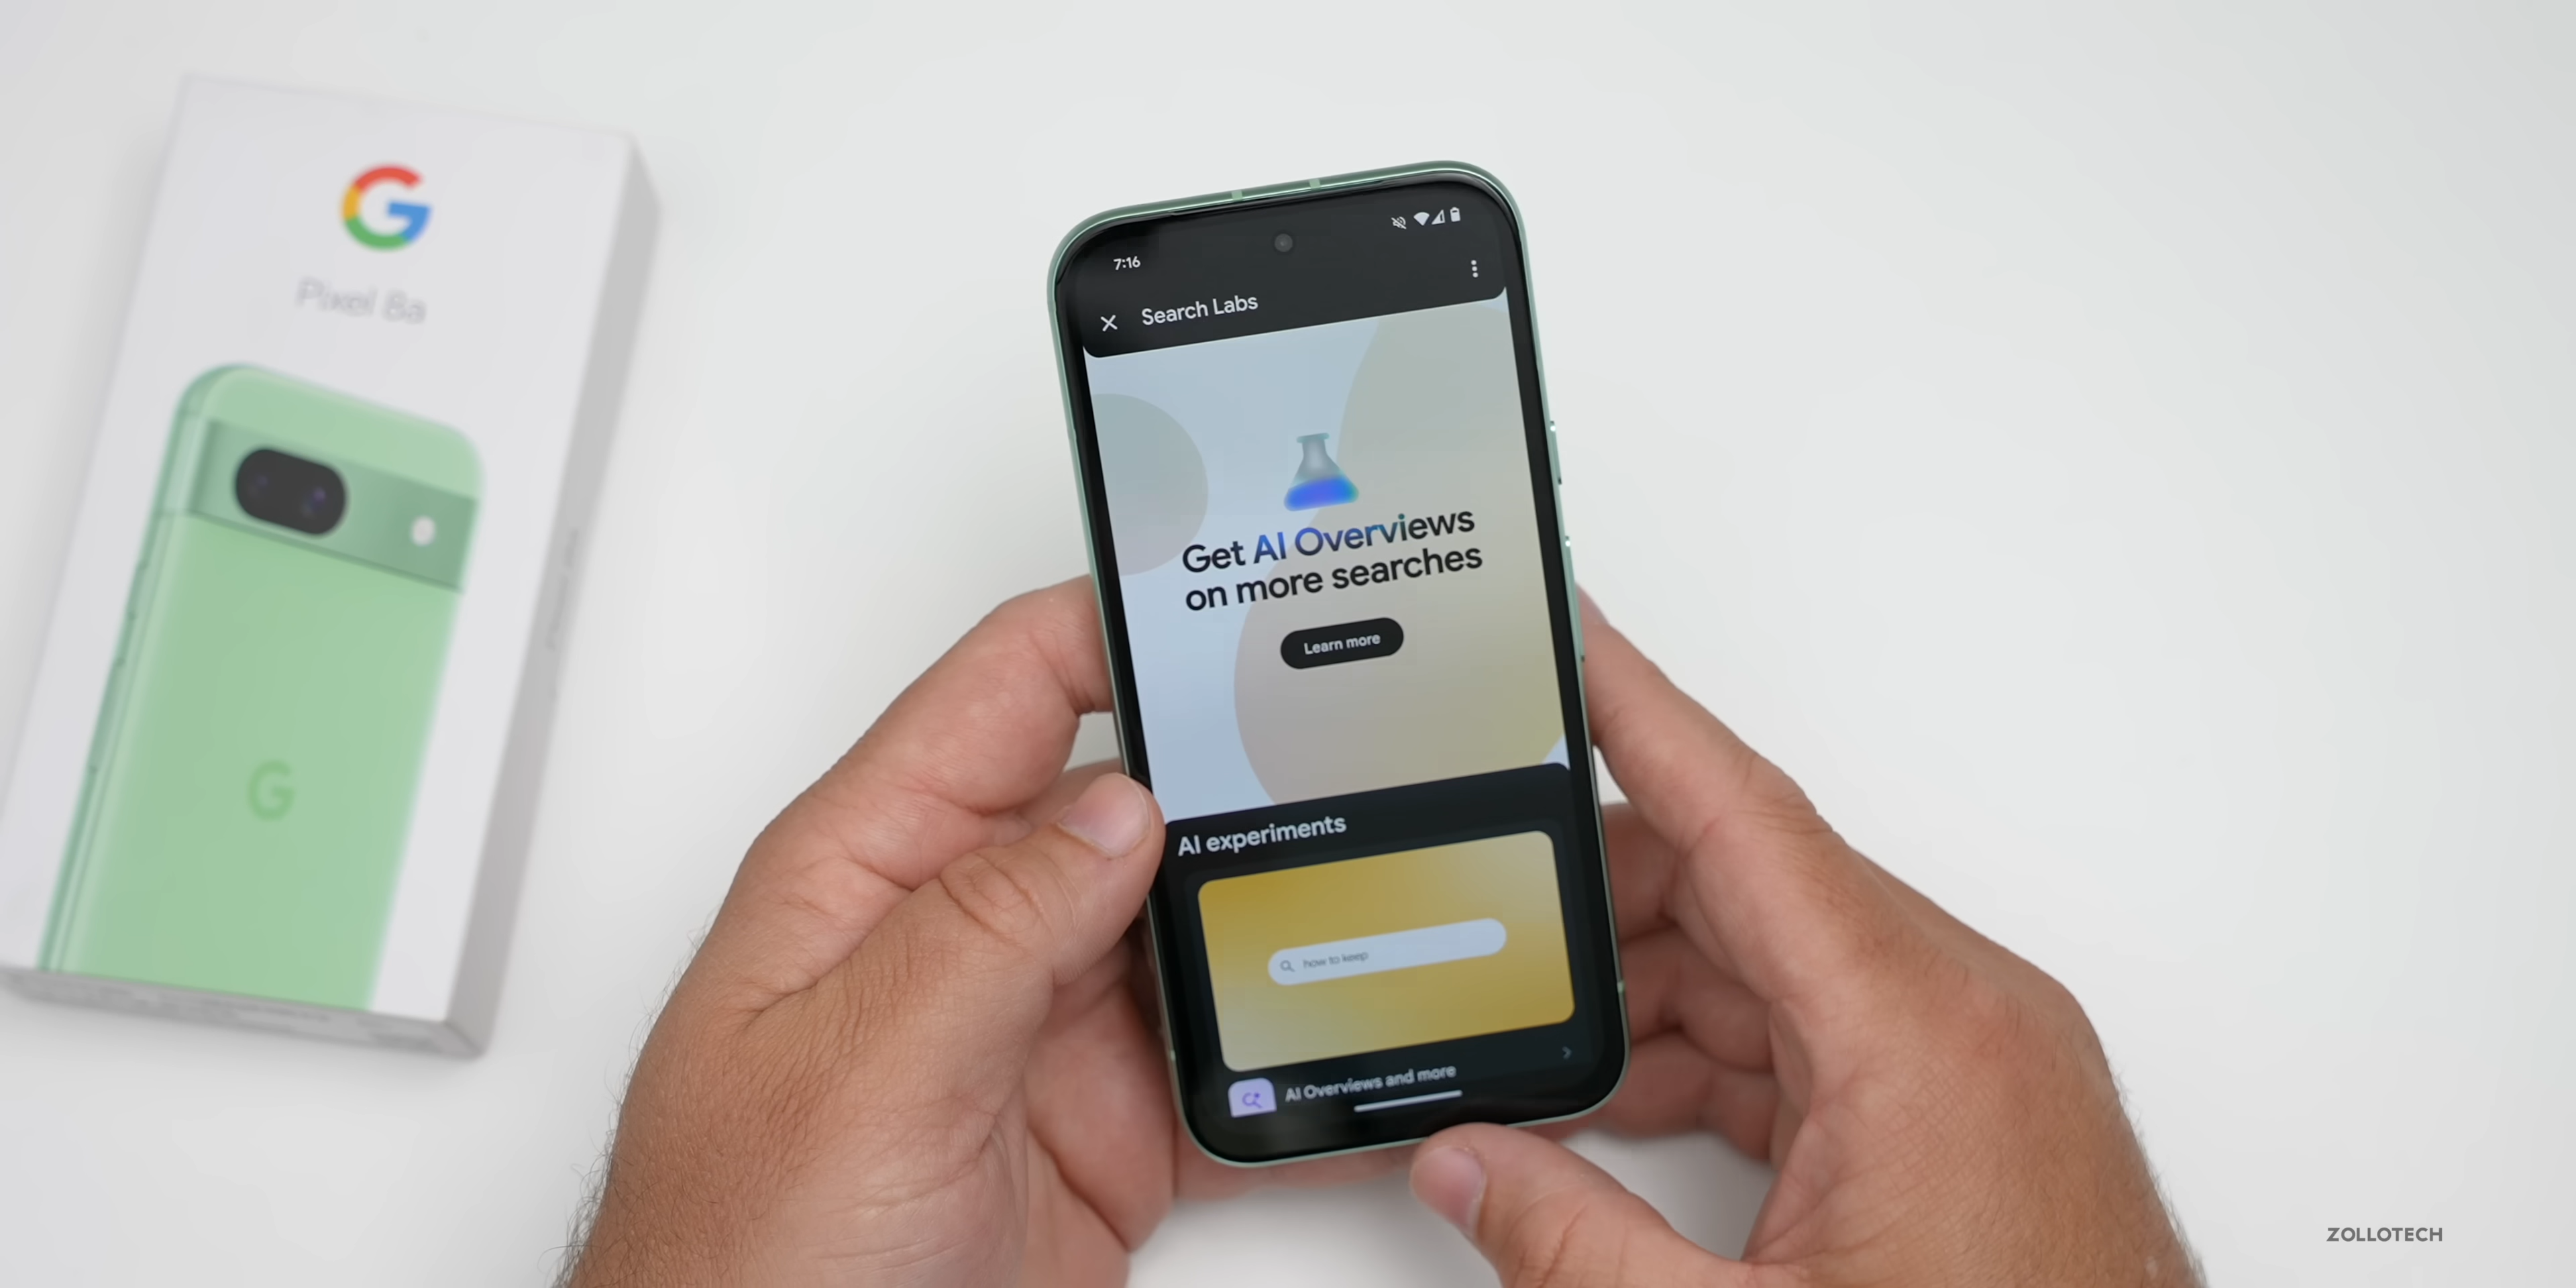 Pixel 8a
7:16
Search Labs
Get AI Overviews
on more searches
Learn more
AI experiments
how to keep
AI Overviews and more
ZOLLOTECH